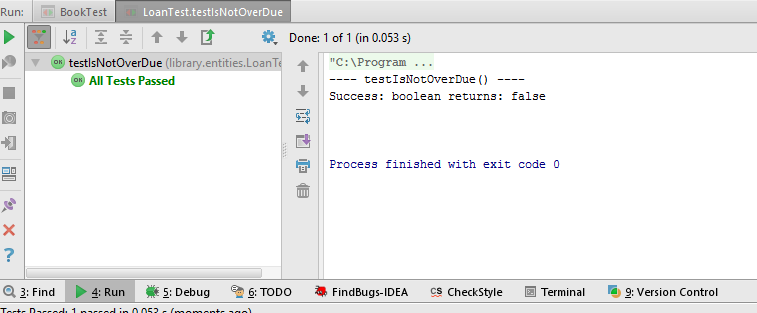 Run: BookTest LoanTest.testIsNotOverDue
Done: 1 of 1 (in 0.053 s)
testIsNotOverDue (library.entities.LoanTe
OK All Tests Passed
"C:\Program ...
---- testIsNotOverDue() ----
Success: boolean returns: false
Process finished with exit code 0
3: Find 4: Run 5: Debug 6: TODO FindBugs-IDEA CS CheckStyle Terminal 9: Version Control
Tests Passed: 1 passed in 0.053 s (moments ago)